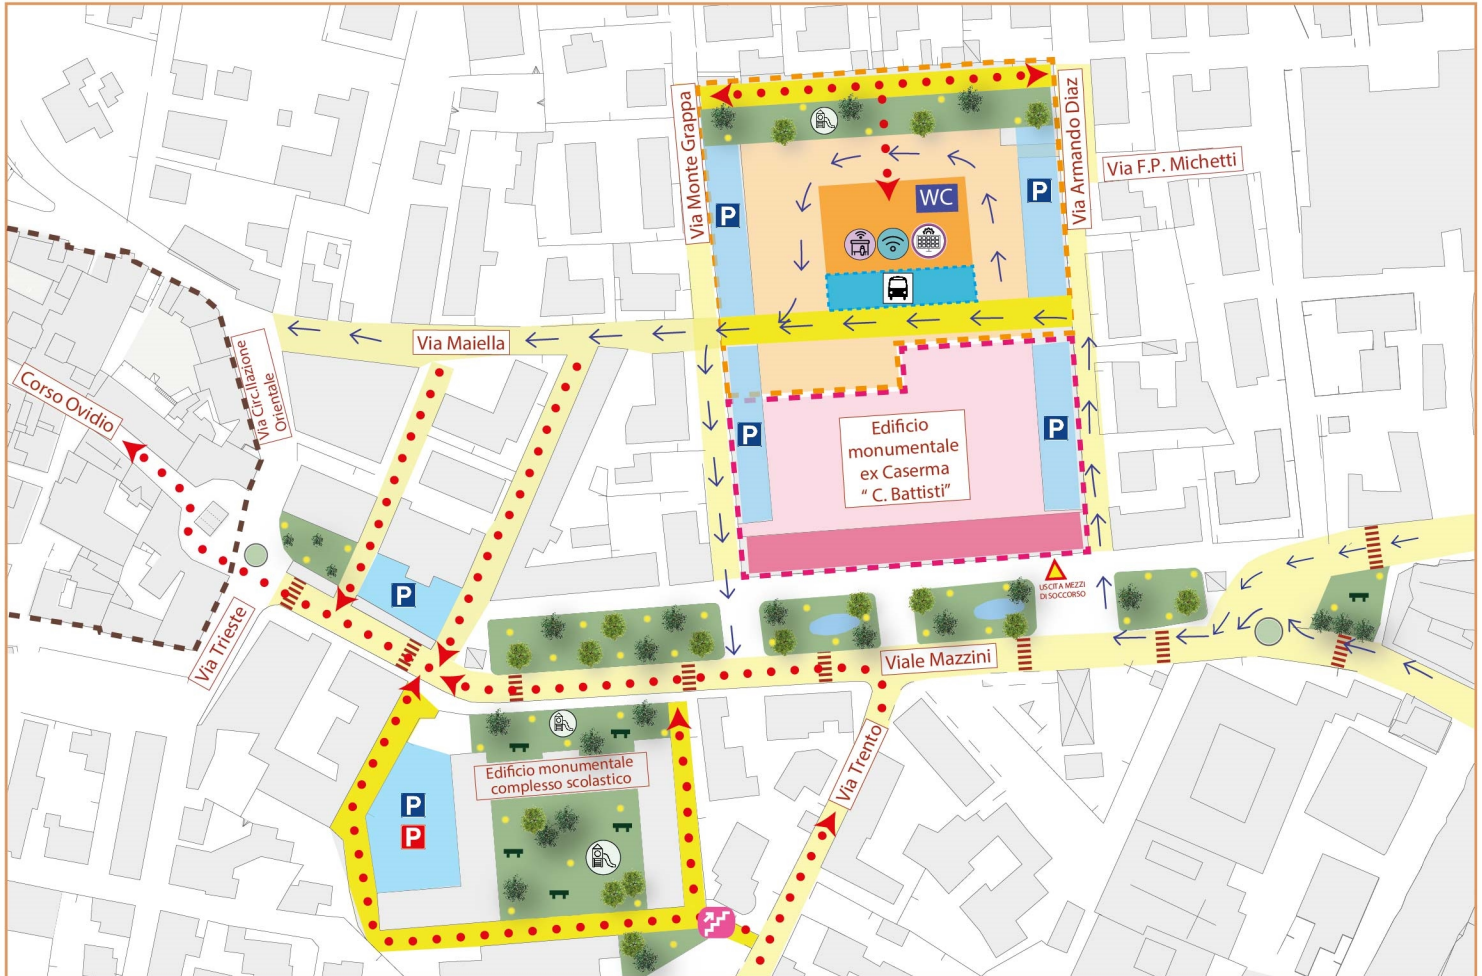 Via Monte Grappa
Via Armando Diaz
Via F.P. Michetti
WC
P
P
Via Maiella
Via Circ.llazione
Orientale
Corso Ovidio
Edificio
monumentale
ex Caserma
“ C. Battisti”
P
P
USCITA MEZZI
DI SOCCORSO
P
Via Trieste
Viale Mazzini
Via Trento
Edificio monumentale
complesso scolastico
P
P